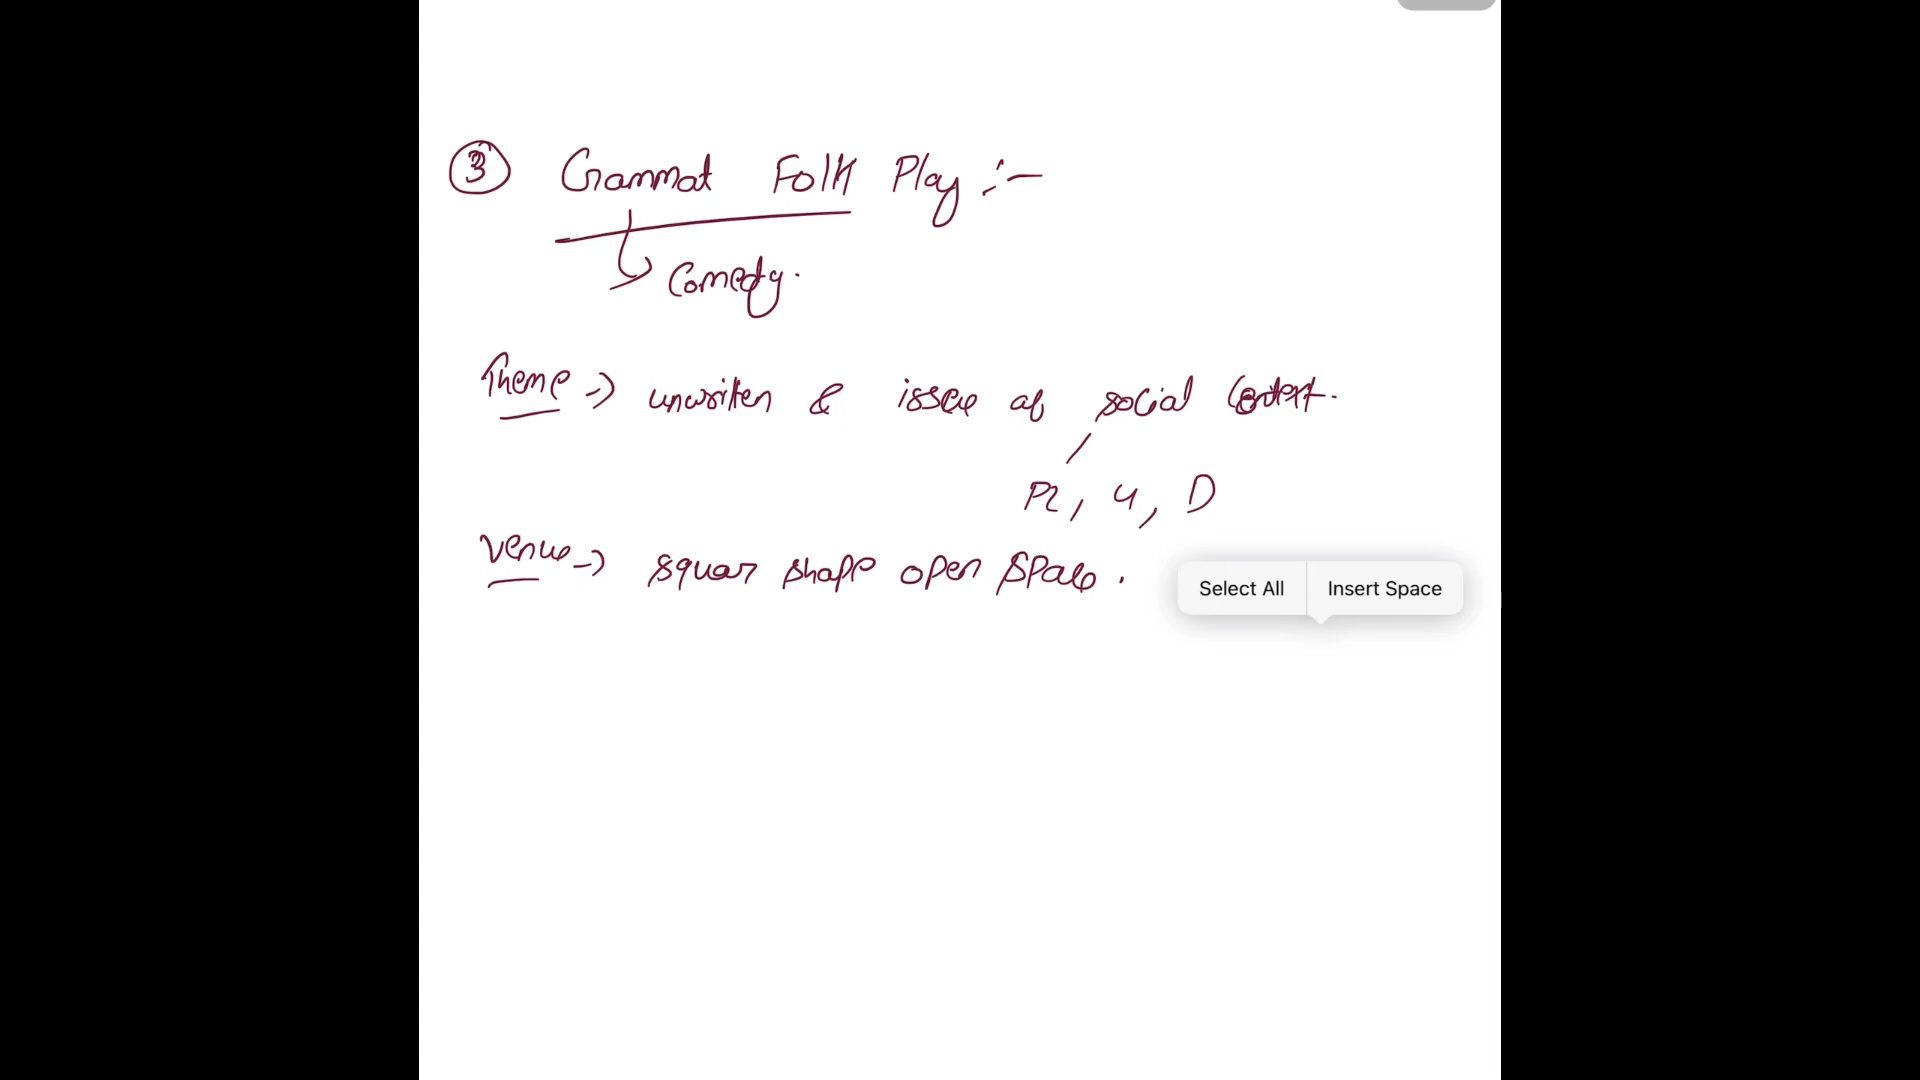 ③ Gammat Folk Play :-
Comedy.
Theme → unwriten & issue of social Context.
P2, 4, D
Venue → squar shape open space.
Select All Insert Space